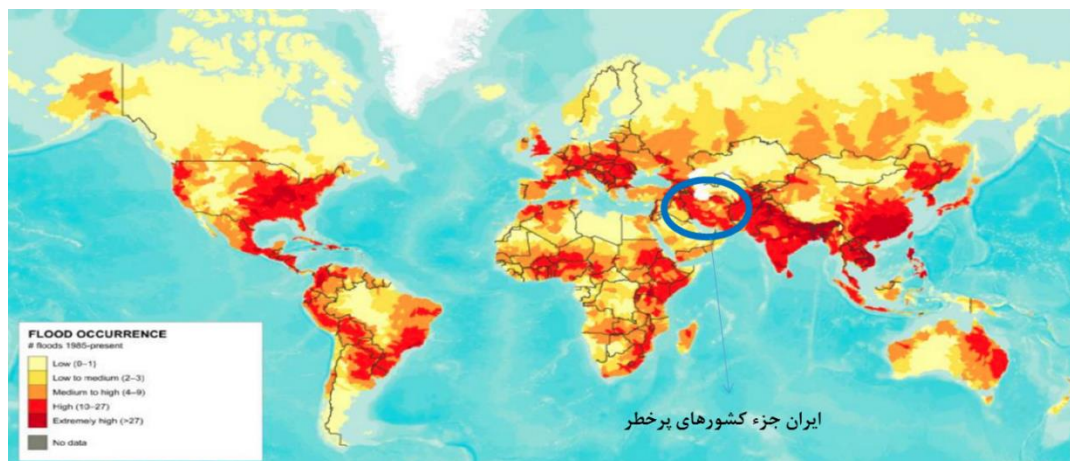 FLOOD OCCURRENCE
# floods 1985-present
Low (0–1)
Low to medium (2–3)
Medium to high (4–9)
High (10–27)
Extremely high (>27)
No data
ایران جزء کشورهای پرخطر